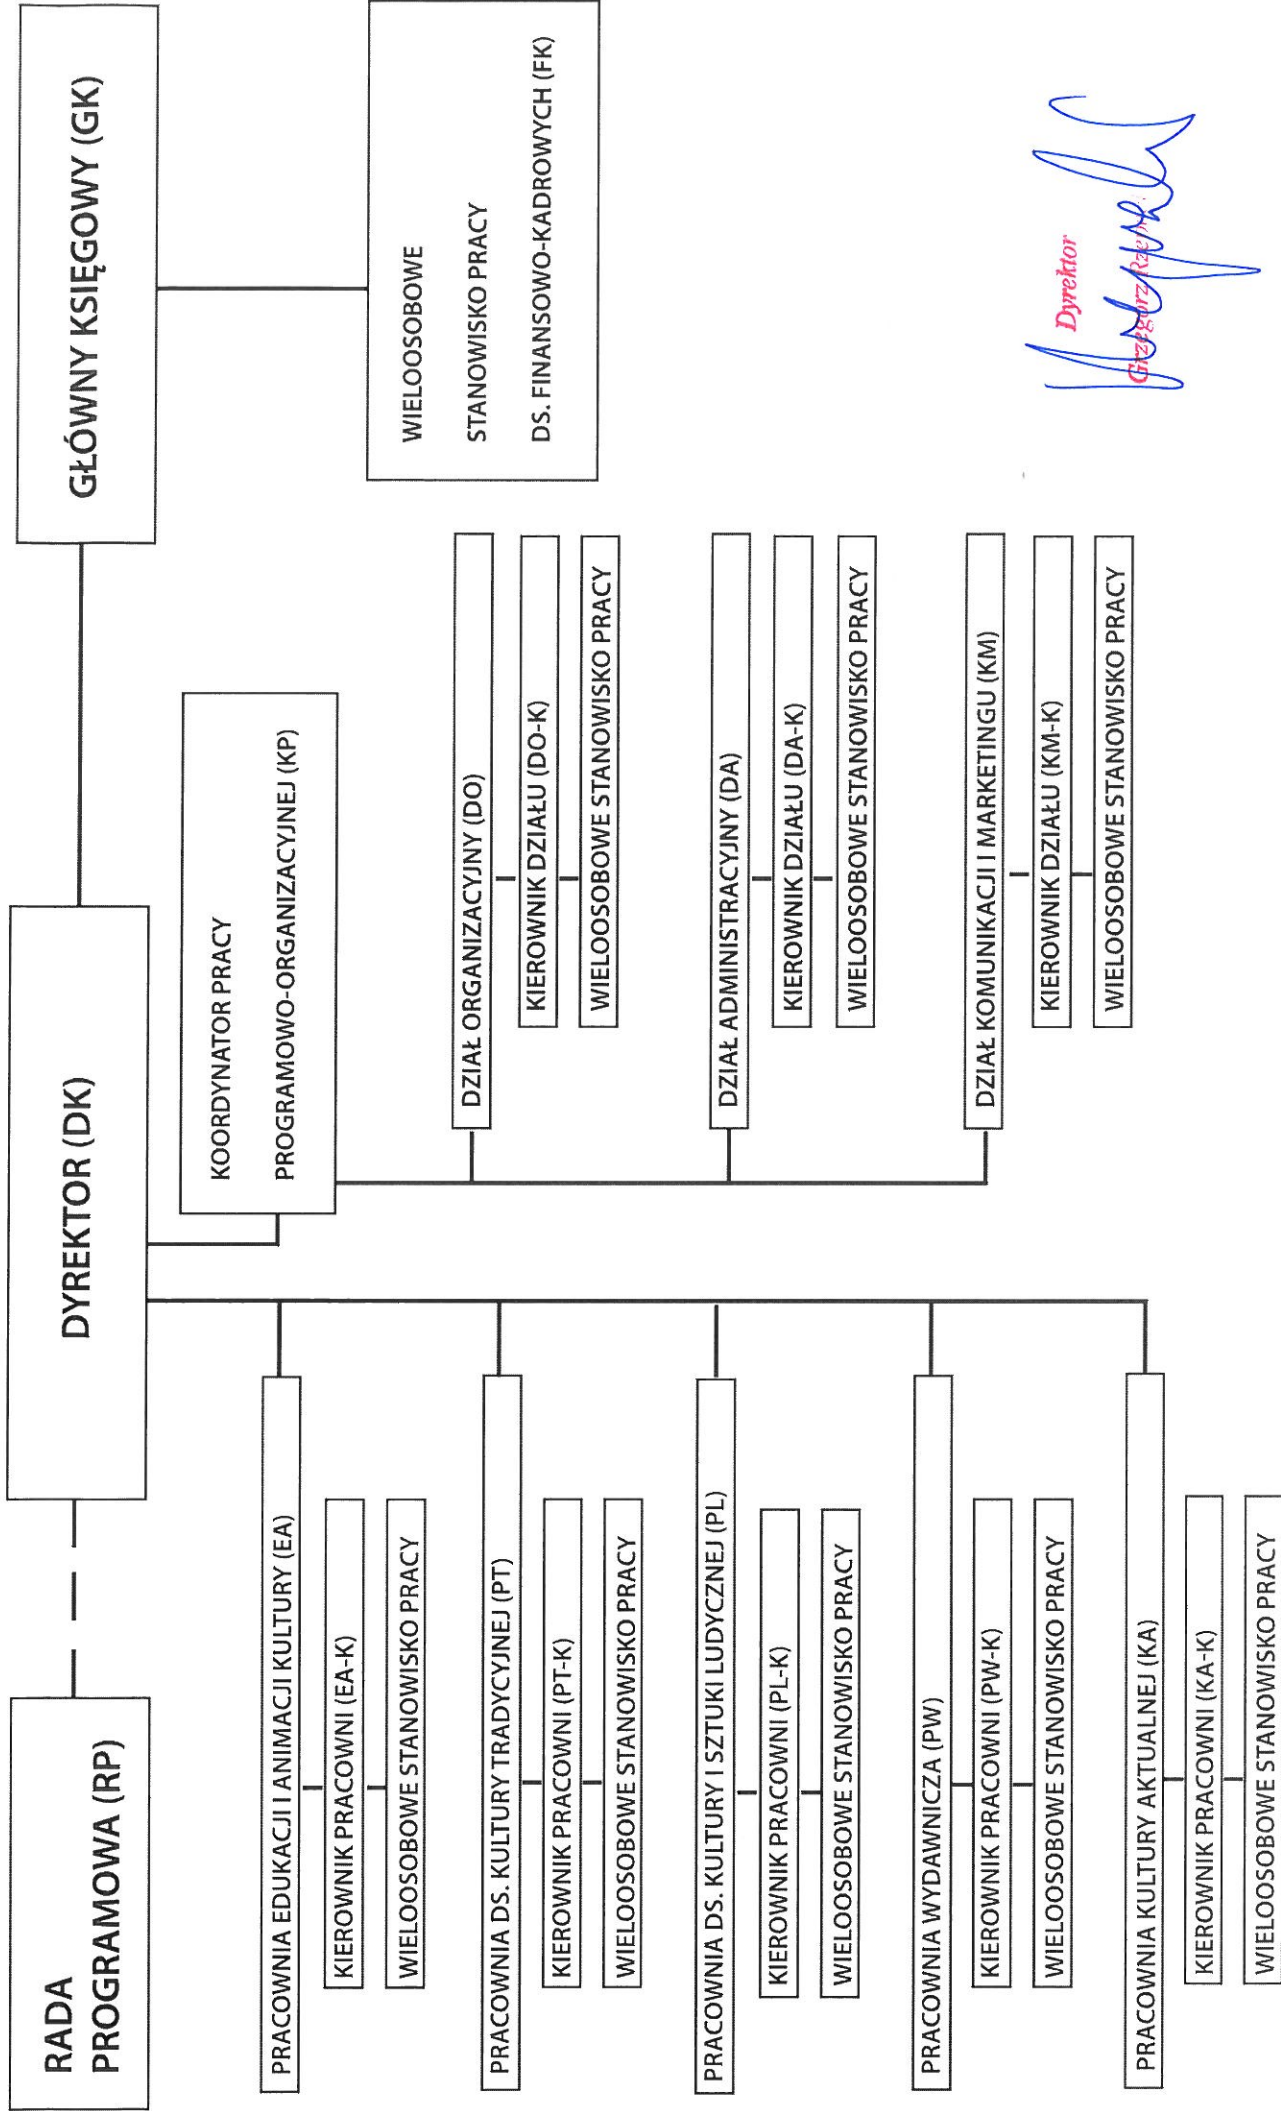 RADA
PROGRAMOWA (RP)
DYREKTOR (DK)
GŁÓWNY KSIĘGOWY (GK)
KOORDYNATOR PRACY
PROGRAMOWO-ORGANIZACYJNEJ (KP)
WIELOOSOBOWE
STANOWISKO PRACY
DS. FINANSOWO-KADROWYCH (FK)
PRACOWNIA EDUKACJI I ANIMACJI KULTURY (EA)
KIEROWNIK PRACOWNI (EA-K)
WIELOOSOBOWE STANOWISKO PRACY
PRACOWNIA DS. KULTURY TRADYCYJNEJ (PT)
KIEROWNIK PRACOWNI (PT-K)
WIELOOSOBOWE STANOWISKO PRACY
PRACOWNIA DS. KULTURY I SZTUKI LUDYCZNEJ (PL)
KIEROWNIK PRACOWNI (PL-K)
WIELOOSOBOWE STANOWISKO PRACY
PRACOWNIA WYDAWNICZA (PW)
KIEROWNIK PRACOWNI (PW-K)
WIELOOSOBOWE STANOWISKO PRACY
PRACOWNIA KULTURY AKTUALNEJ (KA)
KIEROWNIK PRACOWNI (KA-K)
WIELOOSOBOWE STANOWISKO PRACY
DZIAŁ ORGANIZACYJNY (DO)
KIEROWNIK DZIAŁU (DO-K)
WIELOOSOBOWE STANOWISKO PRACY
DZIAŁ ADMINISTRACYJNY (DA)
KIEROWNIK DZIAŁU (DA-K)
WIELOOSOBOWE STANOWISKO PRACY
DZIAŁ KOMUNIKACJI I MARKETINGU (KM)
KIEROWNIK DZIAŁU (KM-K)
WIELOOSOBOWE STANOWISKO PRACY
Dyrektor
Grzegorz